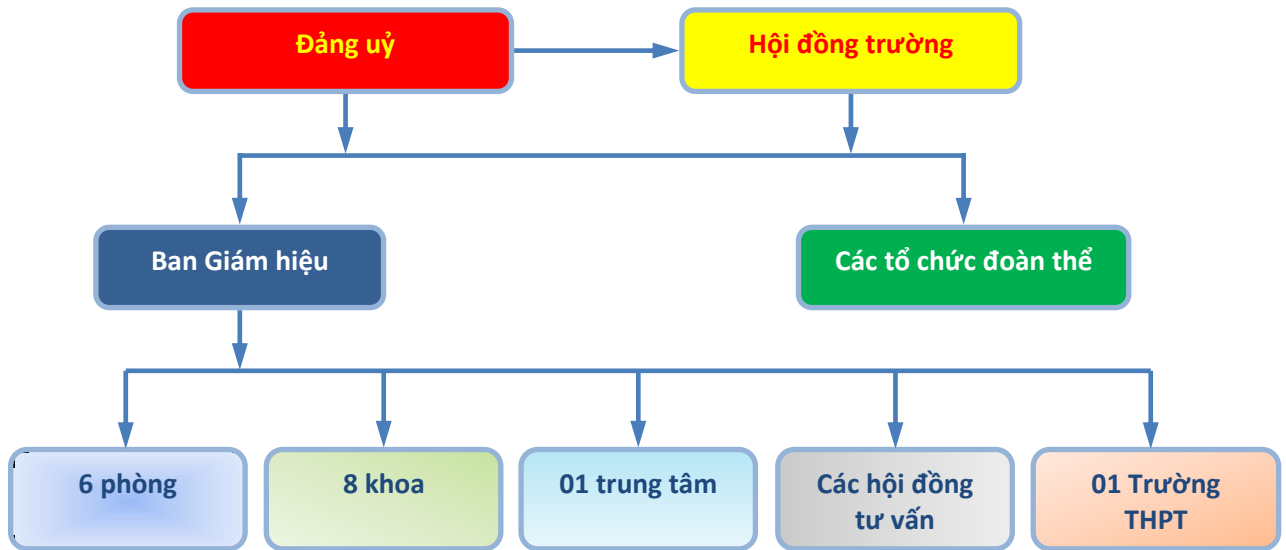 Đảng uỷ
Hội đồng trường
Ban Giám hiệu
Các tổ chức đoàn thể
6 phòng
8 khoa
01 trung tâm
Các hội đồng
tư vấn
01 Trường
THPT